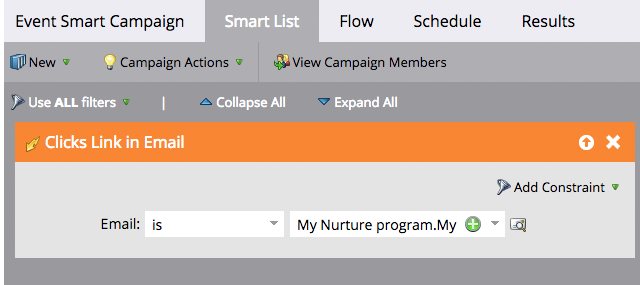 Event Smart Campaign Smart List Flow Schedule Results
New Campaign Actions View Campaign Members
Use ALL filters | Collapse All Expand All
Clicks Link in Email
Add Constraint
Email: is My Nurture program.My